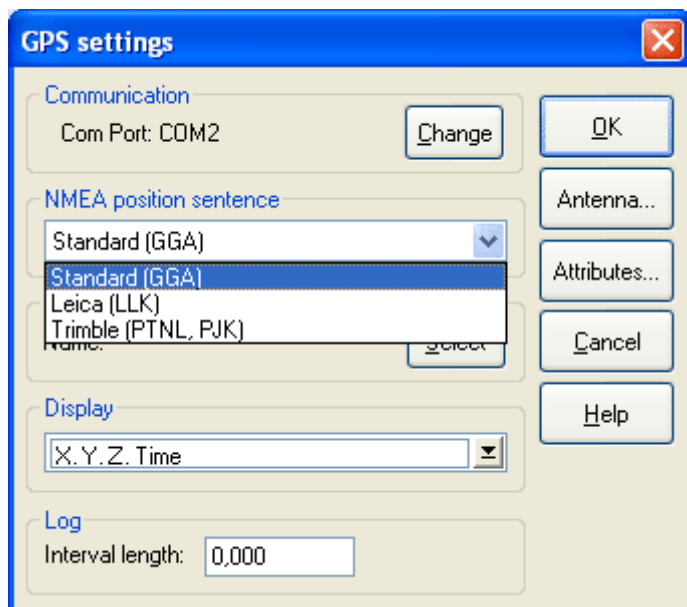 GPS settings
Communication
Com Port: COM2
Change
OK
NMEA position sentence
Antenna...
Standard (GGA)
Standard (GGA)
Attributes...
Leica (LLK)
Trimble (PTNL, PJK)
Name:
Select
Cancel
Display
Help
X. Y. Z. Time
Log
Interval length: 0,000